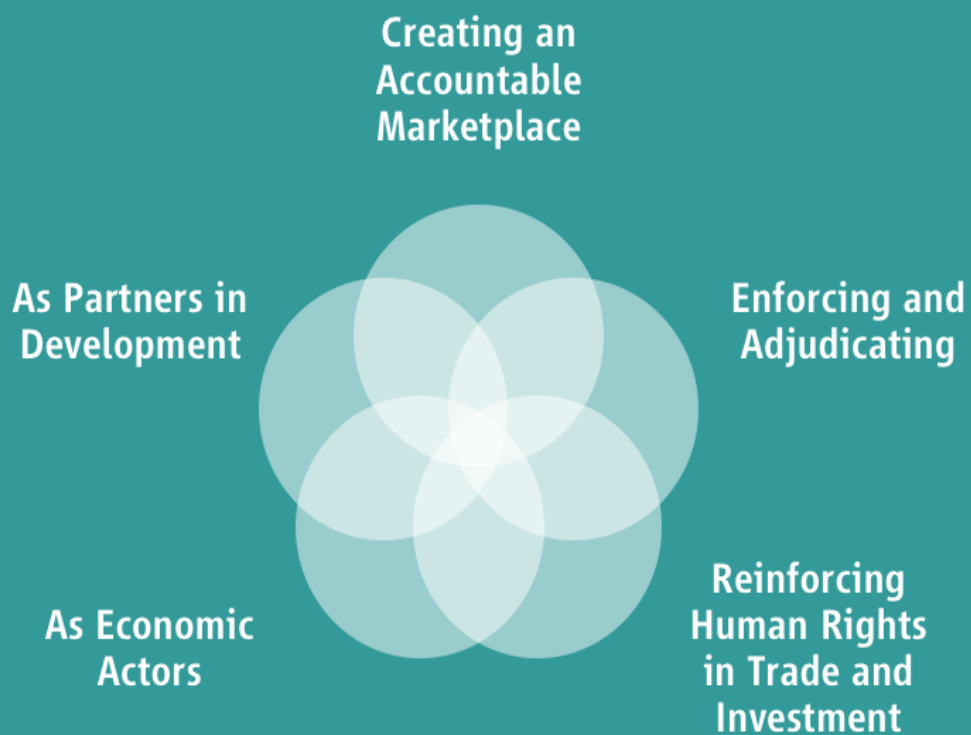 Creating an
Accountable
Marketplace
As Partners in
Development
Enforcing and
Adjudicating
As Economic
Actors
Reinforcing
Human Rights
in Trade and
Investment